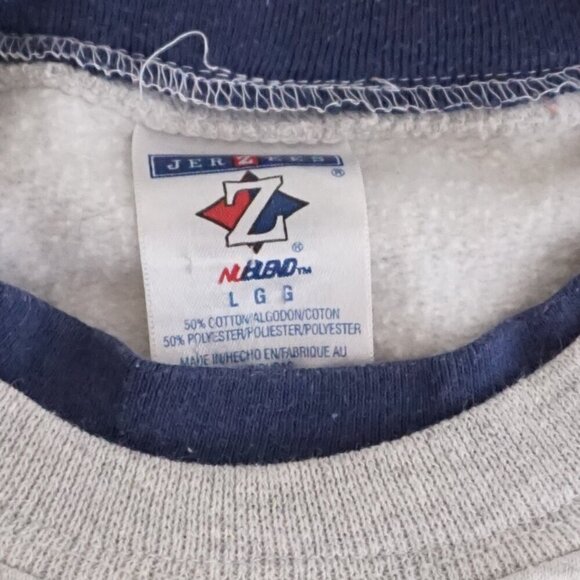 JERZEES®
Z®
NUBLEND™
L G G
50% COTTON/ALGODON/COTON
50% POLYESTER/POLIESTER/POLYESTER
MADE IN/HECHO EN/FABRIQUE AU